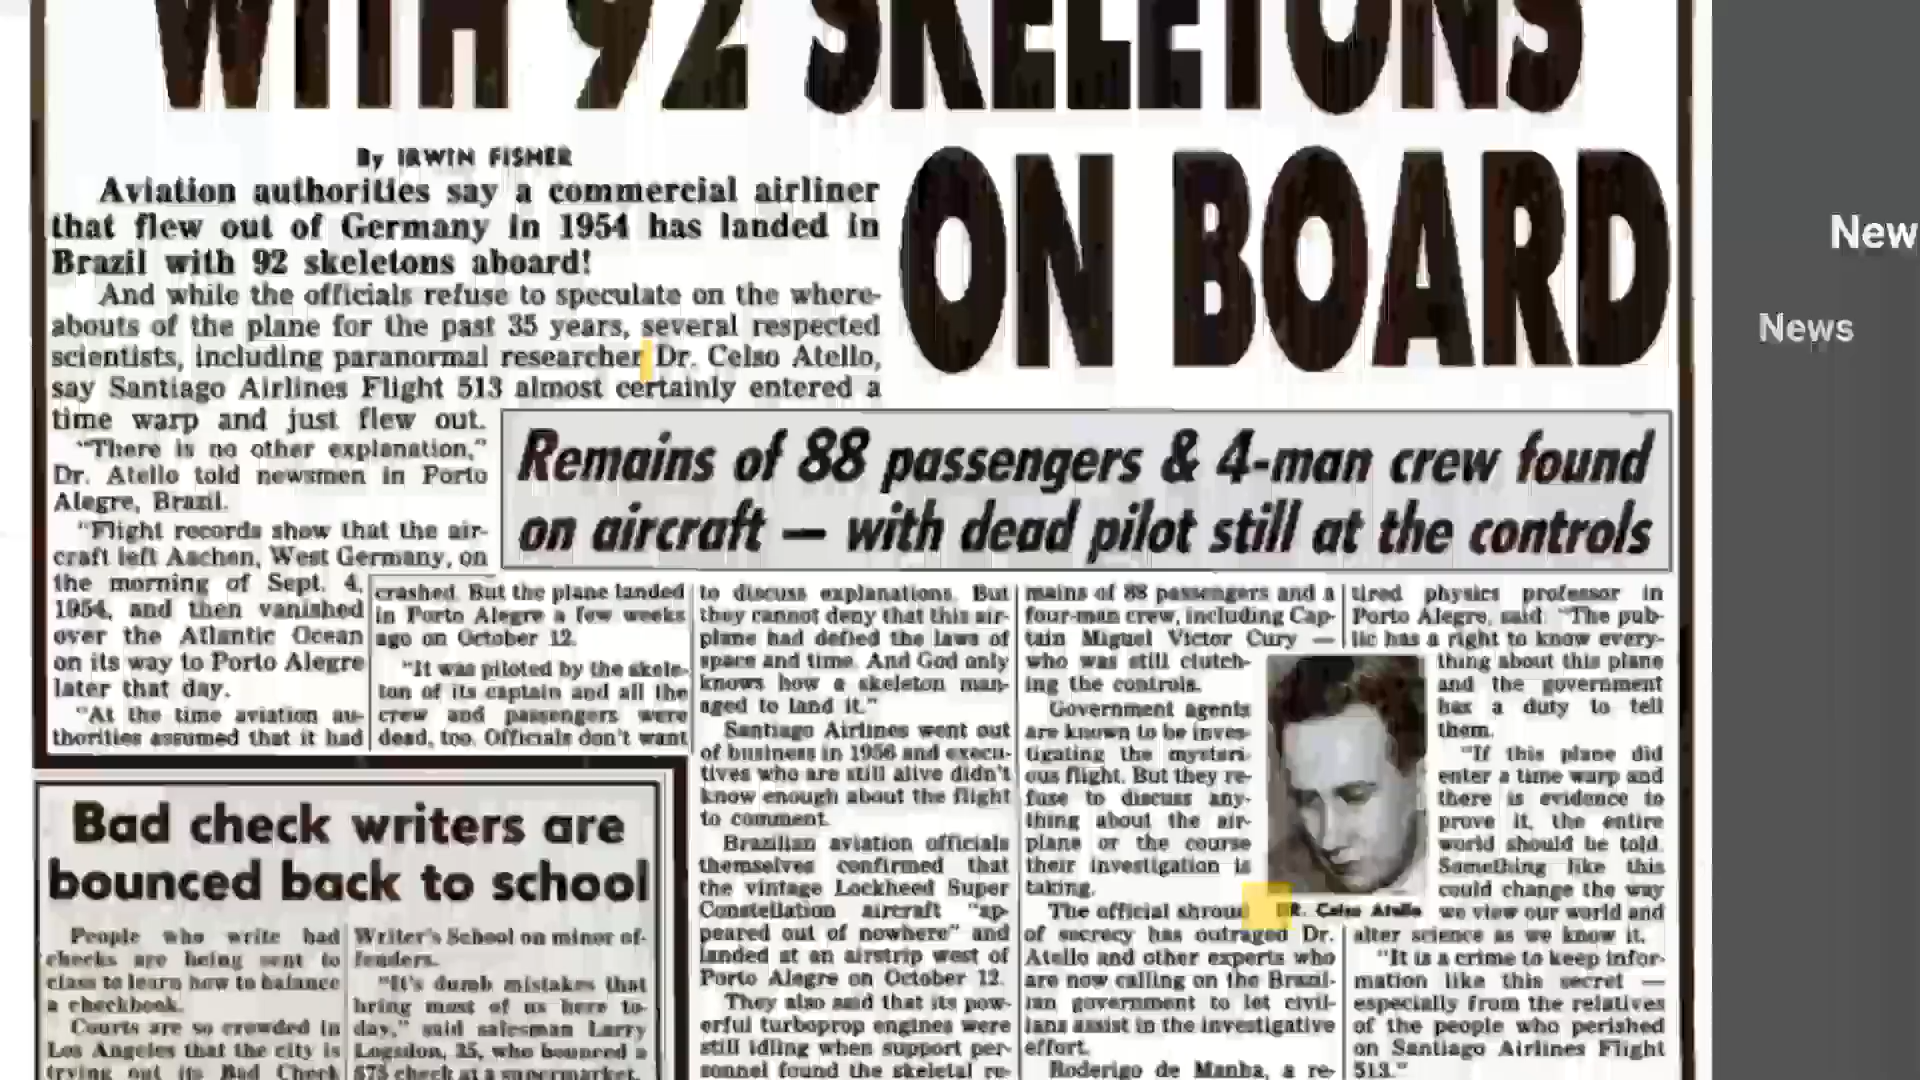 WITH 92 SKELETONS
ON BOARD
By IRWIN FISHER
Aviation authorities say a commercial airliner
that flew out of Germany in 1954 has landed in
Brazil with 92 skeletons aboard!
And while the officials refuse to speculate on the where-
abouts of the plane for the past 35 years, several respected
scientists, including paranormal researcher Dr. Celso Atello,
say Santiago Airlines Flight 513 almost certainly entered a
time warp and just flew out.
"There is no other explanation,"
Dr. Atello told newsmen in Porto
Alegre, Brazil.
"Flight records show that the air-
craft left Aachen, West Germany, on
the morning of Sept. 4,
1954, and then vanished
over the Atlantic Ocean
on its way to Porto Alegre
later that day.
"At the time aviation au-
thorities assumed that it had
Remains of 88 passengers & 4-man crew found
on aircraft — with dead pilot still at the controls
crashed. But the plane landed
in Porto Alegre a few weeks
ago on October 12.
"It was piloted by the skele-
ton of its captain and all the
crew and passengers were
dead, too. Officials don't want
to discuss explanations. But
they cannot deny that this air-
plane had defied the laws of
space and time. And God only
knows how a skeleton man-
aged to land it."
Santiago Airlines went out
of business in 1956 and execu-
tives who are still alive didn't
know enough about the flight
to comment.
Brazilian aviation officials
themselves confirmed that
the vintage Lockheed Super
Constellation aircraft "ap-
peared out of nowhere" and
landed at an airstrip west of
Porto Alegre on October 12.
They also said that its pow-
erful turboprop engines were
still idling when support per-
sonnel found the skeletal re-
mains of 88 passengers and a
four-man crew, including Cap-
tain Miguel Victor Cury —
who was still clutch-
ing the controls.
Government agents
are known to be inves-
tigating the mysteri-
ous flight. But they re-
fuse to discuss any-
thing about the air-
plane or the course
their investigation is
taking.
The official shroud
of secrecy has outraged Dr.
Atello and other experts who
are now calling on the Brazil-
ian government to let civil-
ians assist in the investigative
effort.
Roderigo de Manha, a re-
tired physics professor in
Porto Alegre, said: "The pub-
lic has a right to know every-
thing about this plane
and the government
has a duty to tell
them.
"If this plane did
enter a time warp and
there is evidence to
prove it, the entire
world should be told.
Something like this
could change the way
we view our world and
alter science as we know it.
"It is a crime to keep infor-
mation like this secret —
especially from the relatives
of the people who perished
on Santiago Airlines Flight
513."
DR. Celso Atello
Bad check writers are
bounced back to school
People who write bad
checks are being sent to
class to learn how to balance
a checkbook.
Courts are so crowded in
Los Angeles that the city is
trying out its Bad Check
Writer's School on minor of-
fenders.
"It's dumb mistakes that
bring most of us here to-
day," said salesman Larry
Logsdon, 35, who bounced a
$75 check at a supermarket.
New
News